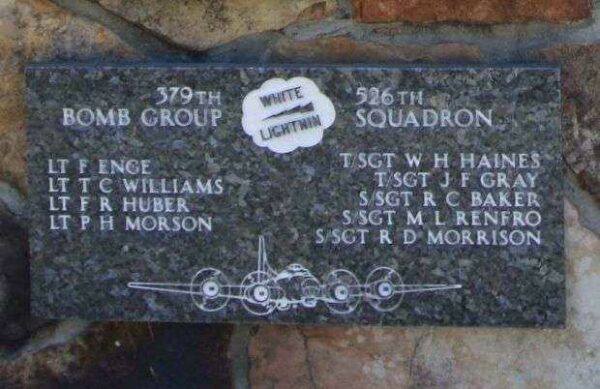 379TH
BOMB GROUP
WHITE
LIGHTNIN
526TH
SQUADRON
LT F ENGE
LT T C WILLIAMS
LT F R HUBER
LT P H MORSON
T/SGT W H HAINES
T/SGT J F GRAY
S/SGT R C BAKER
S/SGT M L RENFRO
S/SGT R D MORRISON